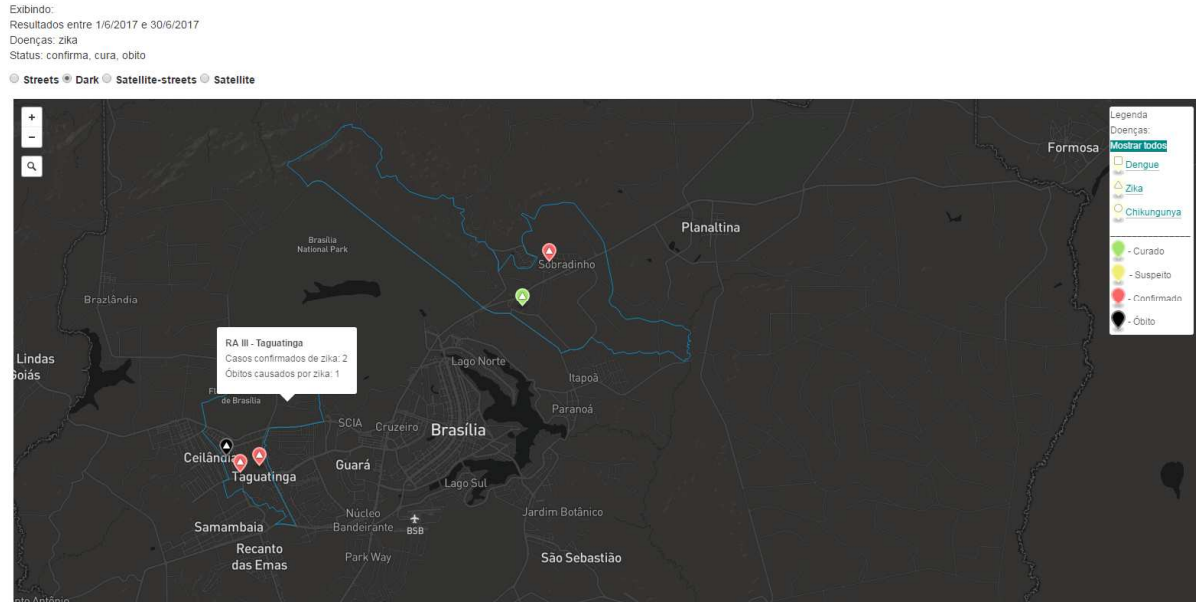 Exibindo:
Resultados entre 1/6/2017 e 30/6/2017
Doenças: zika
Status: confirma, cura, obito
Streets Dark Satellite-streets Satellite
+
-
Legenda
Doenças:
Mostrar todos
Dengue
Zika
Chikungunya
- Curado
- Suspeito
- Confirmado
- Óbito
Formosa
Planaltina
Brasília
National Park
Sobradinho
Brazlândia
RA III - Taguatinga
Casos confirmados de zika: 2
Óbitos causados por zika: 1
Lindas
Goiás
Lago Norte
Itapoã
de Brasília
Paranoá
SCIA
Cruzeiro
Brasília
Ceilândia
Guará
Taguatinga
Lago Sul
Núcleo
Bandeirante
BSB
Jardim Botânico
Samambaia
Recanto
das Emas
Park Way
São Sebastião